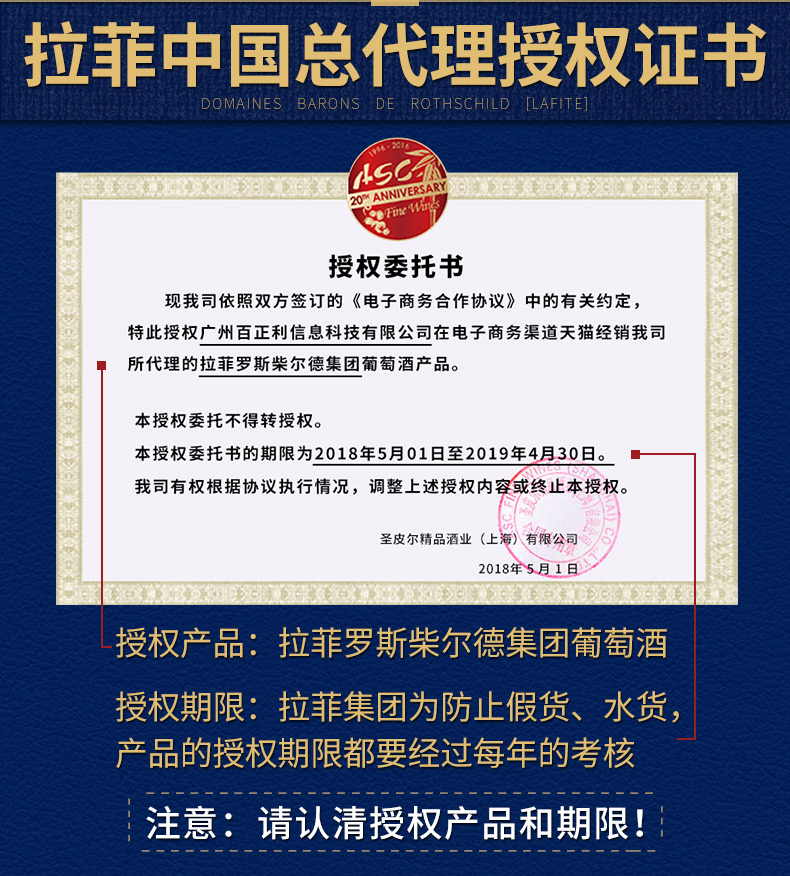 拉菲中国总代理授权证书
DOMAINES BARONS DE ROTHSCHILD [LAFITE]
1996-2016
ASC
20TH ANNIVERSARY
Fine Wines
授权委托书
现我司依照双方签订的《电子商务合作协议》中的有关约定，
特此授权广州百正利信息科技有限公司在电子商务渠道天猫经销我司
所代理的拉菲罗斯柴尔德集团葡萄酒产品。
本授权委托不得转授权。
本授权委托书的期限为2018年5月01日至2019年4月30日。
我司有权根据协议执行情况，调整上述授权内容或终止本授权。
圣皮尔精品酒业（上海）有限公司
2018年5月1日
授权产品：拉菲罗斯柴尔德集团葡萄酒
授权期限：拉菲集团为防止假货、水货，
产品的授权期限都要经过每年的考核
注意：请认清授权产品和期限！